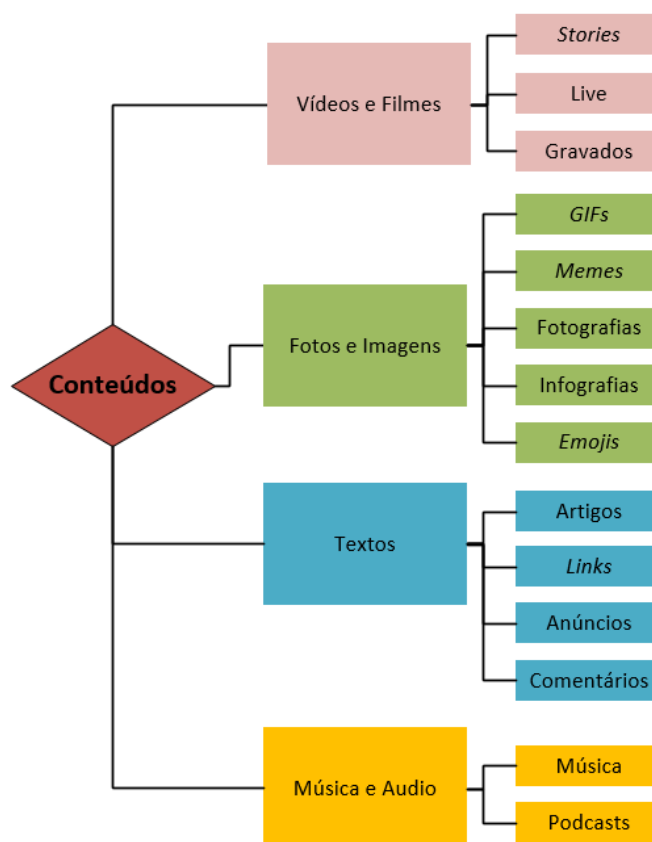 Conteúdos
Vídeos e Filmes
Stories
Live
Gravados
Fotos e Imagens
GIFs
Memes
Fotografias
Infografias
Emojis
Textos
Artigos
Links
Anúncios
Comentários
Música e Audio
Música
Podcasts